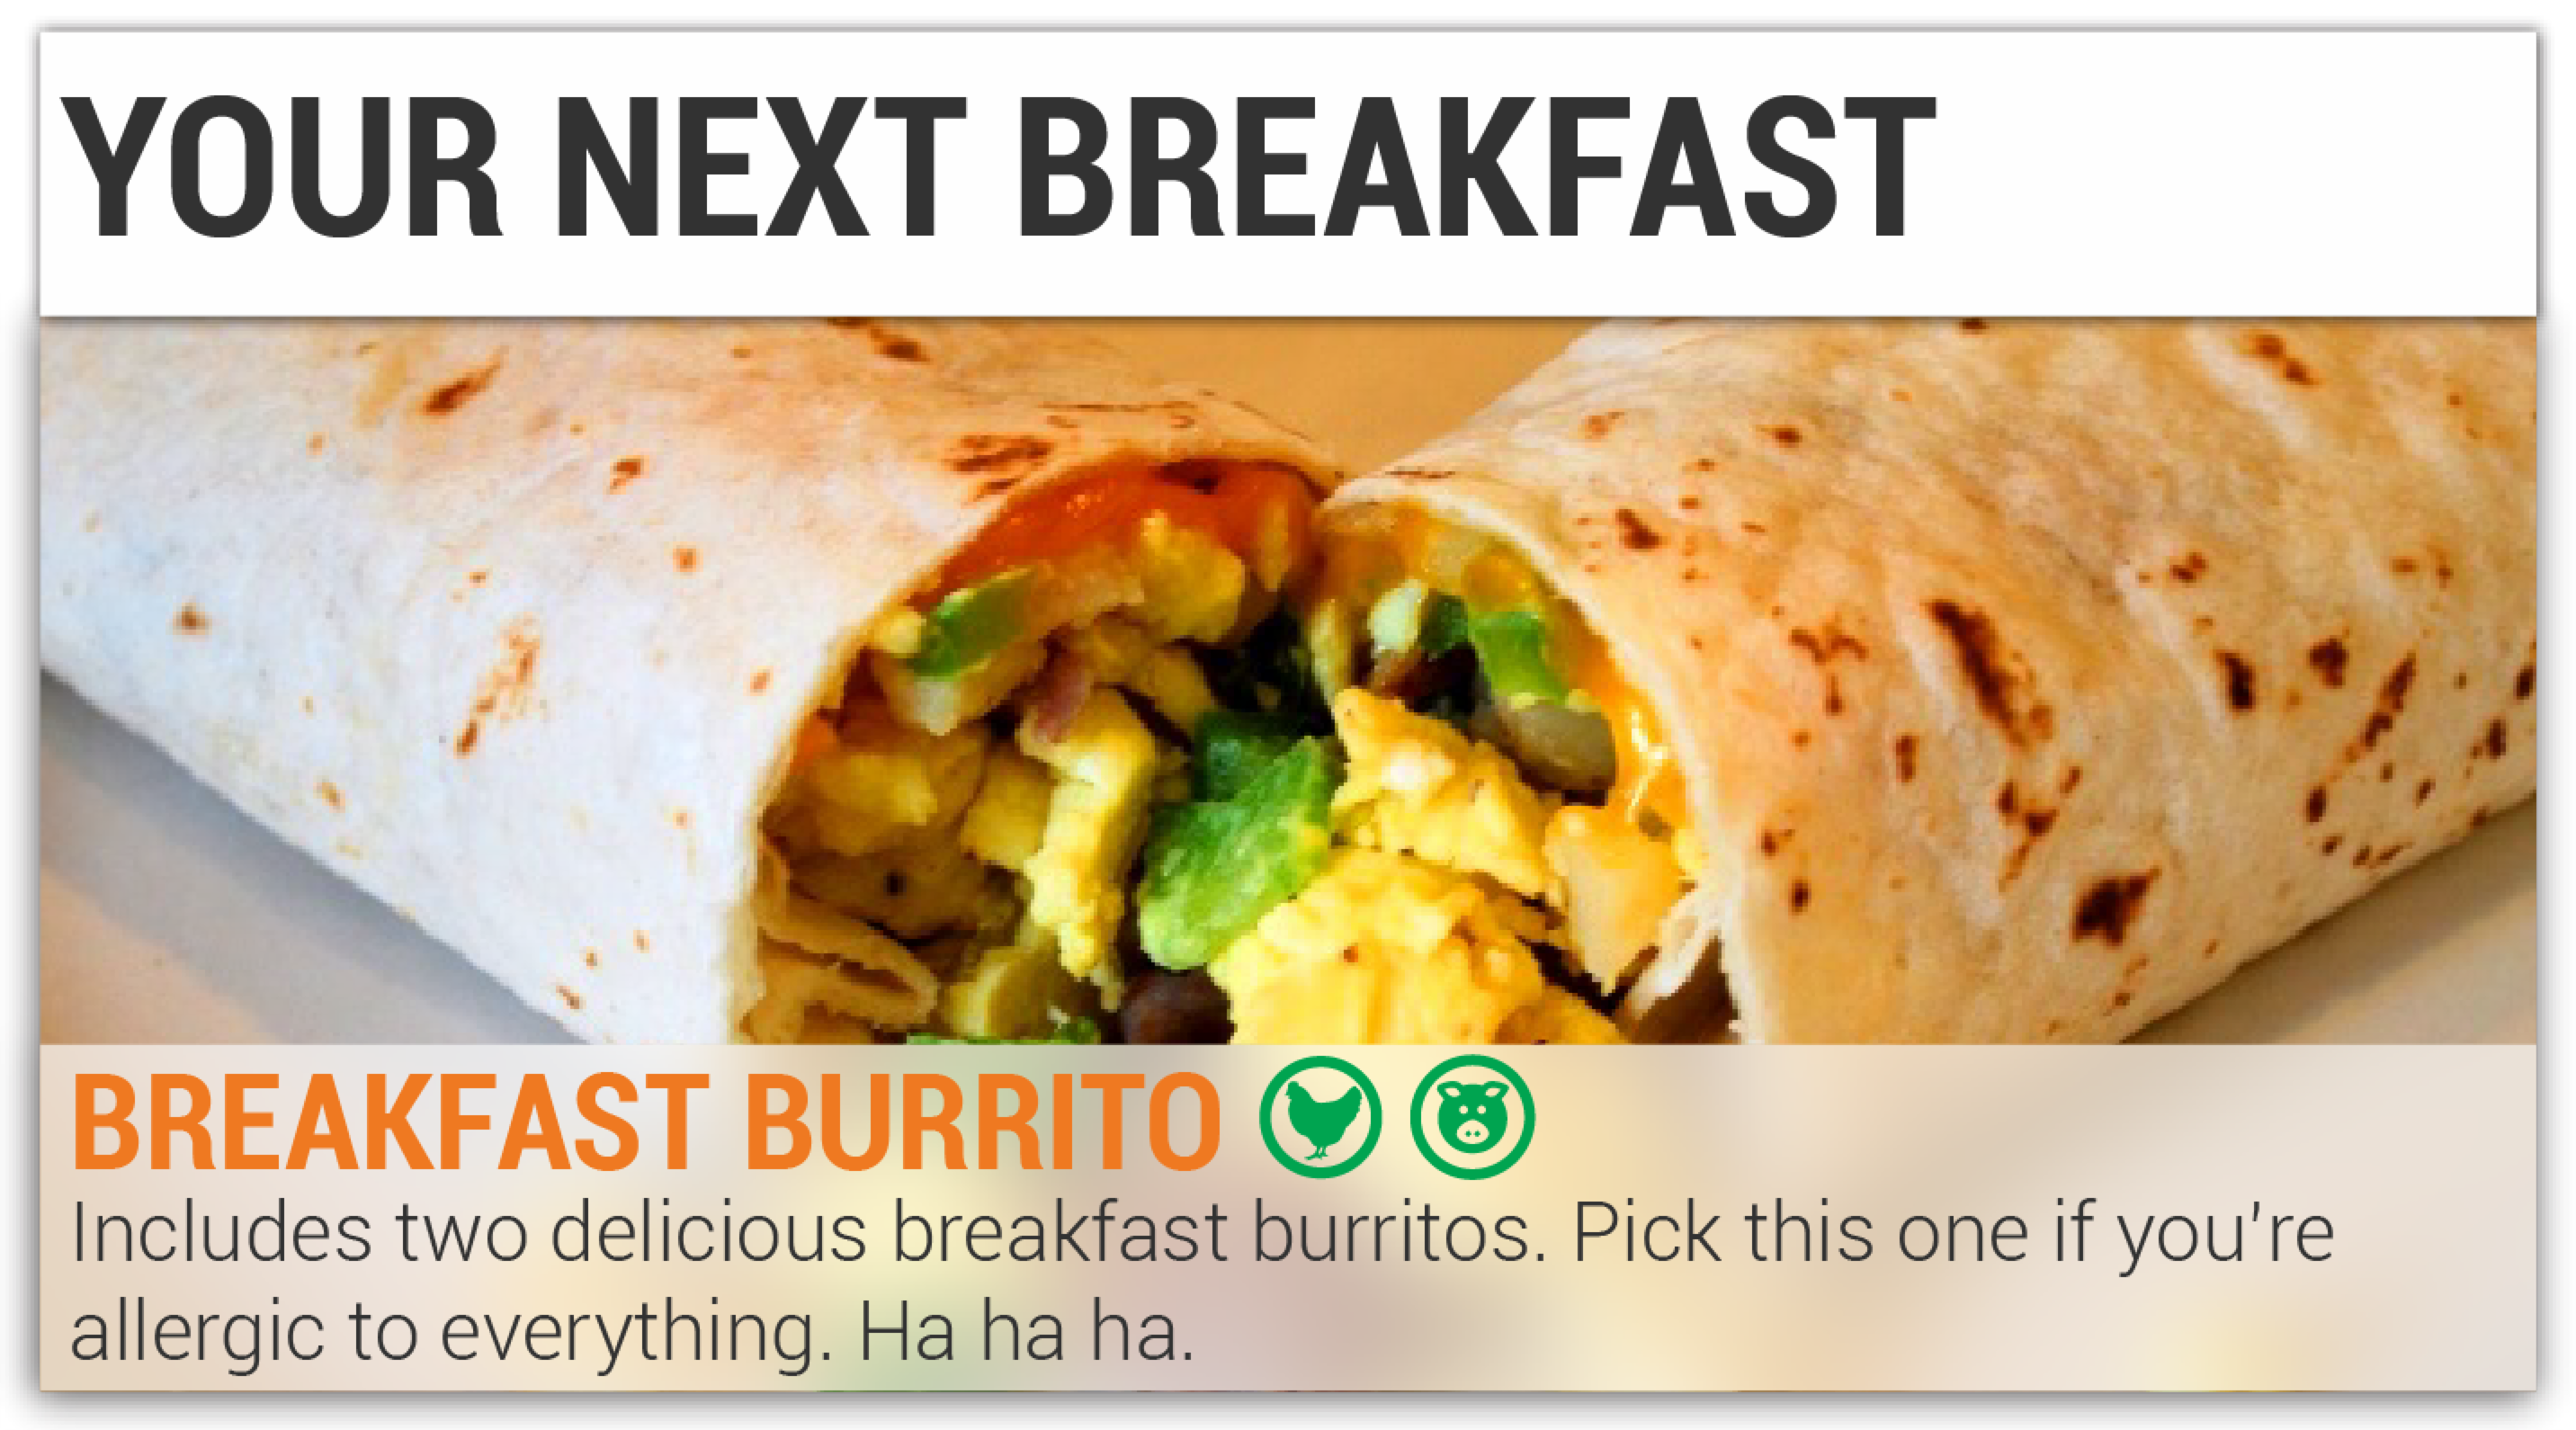 YOUR NEXT BREAKFAST
BREAKFAST BURRITO
Includes two delicious breakfast burritos. Pick this one if you're
allergic to everything. Ha ha ha.